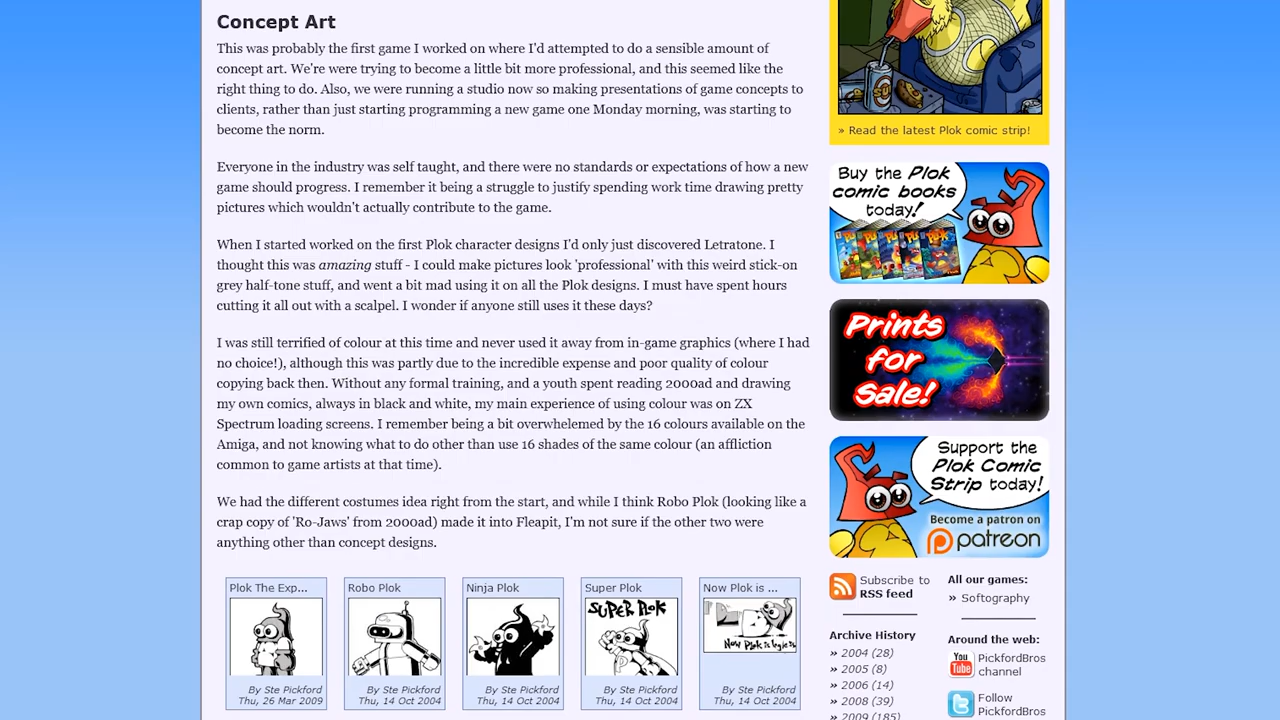 Concept Art
This was probably the first game I worked on where I'd attempted to do a sensible amount of
concept art. We're were trying to become a little bit more professional, and this seemed like the
right thing to do. Also, we were running a studio now so making presentations of game concepts to
clients, rather than just starting programming a new game one Monday morning, was starting to
become the norm.
Everyone in the industry was self taught, and there were no standards or expectations of how a new
game should progress. I remember it being a struggle to justify spending work time drawing pretty
pictures which wouldn't actually contribute to the game.
When I started worked on the first Plok character designs I'd only just discovered Letratone. I
thought this was amazing stuff - I could make pictures look 'professional' with this weird stick-on
grey half-tone stuff, and went a bit mad using it on all the Plok designs. I must have spent hours
cutting it all out with a scalpel. I wonder if anyone still uses it these days?
I was still terrified of colour at this time and never used it away from in-game graphics (where I had
no choice!), although this was partly due to the incredible expense and poor quality of colour
copying back then. Without any formal training, and a youth spent reading 2000ad and drawing
my own comics, always in black and white, my main experience of using colour was on ZX
Spectrum loading screens. I remember being a bit overwhelemed by the 16 colours available on the
Amiga, and not knowing what to do other than use 16 shades of the same colour (an affliction
common to game artists at that time).
We had the different costumes idea right from the start, and while I think Robo Plok (looking like a
crap copy of 'Ro-Jaws' from 2000ad) made it into Fleapit, I'm not sure if the other two were
anything other than concept designs.
Plok The Exp...
By Ste Pickford
Thu, 26 Mar 2009
Robo Plok
By Ste Pickford
Thu, 14 Oct 2004
Ninja Plok
By Ste Pickford
Thu, 14 Oct 2004
Super Plok
SUPER PLOK
By Ste Pickford
Thu, 14 Oct 2004
Now Plok is ...
By Ste Pickford
Thu, 14 Oct 2004
» Read the latest Plok comic strip!
Buy the Plok
comic books
today!
Prints
for
Sale!
Support the
Plok Comic
Strip today!
Become a patron on
patreon
Subscribe to
RSS feed
Archive History
» 2004 (28)
» 2005 (8)
» 2006 (14)
» 2008 (39)
» 2009 (185)
All our games:
» Softography
Around the web:
You
Tube
PickfordBros
channel
Follow
PickfordBros